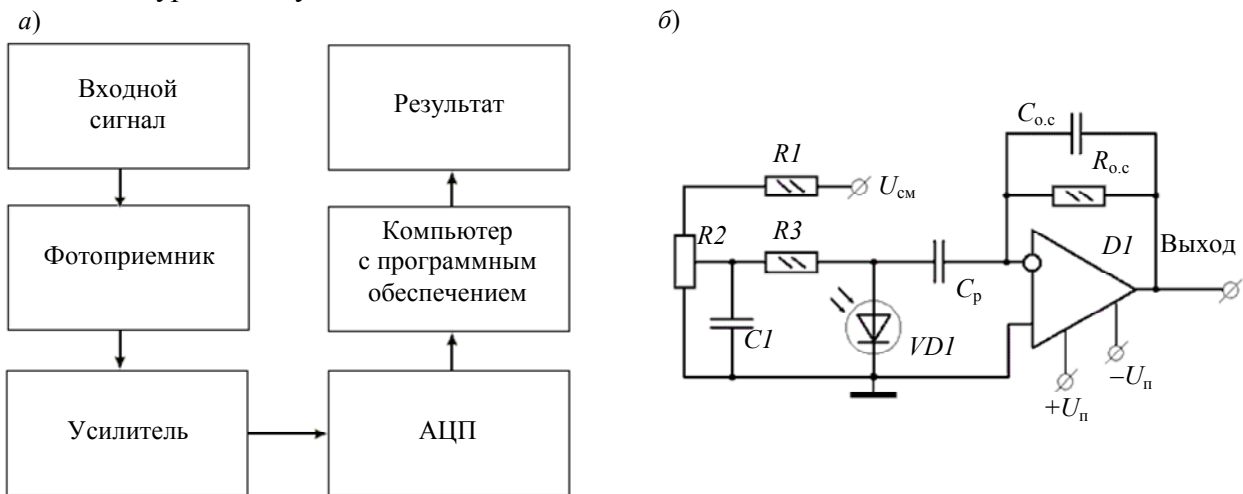 а)
Входной
сигнал
Фотоприемник
Усилитель
АЦП
Компьютер
с программным
обеспечением
Результат
б)
Cо.с
Rо.с
R1
Uсм
R2
R3
D1
Выход
Cр
C1
VD1
–Uп
+Uп